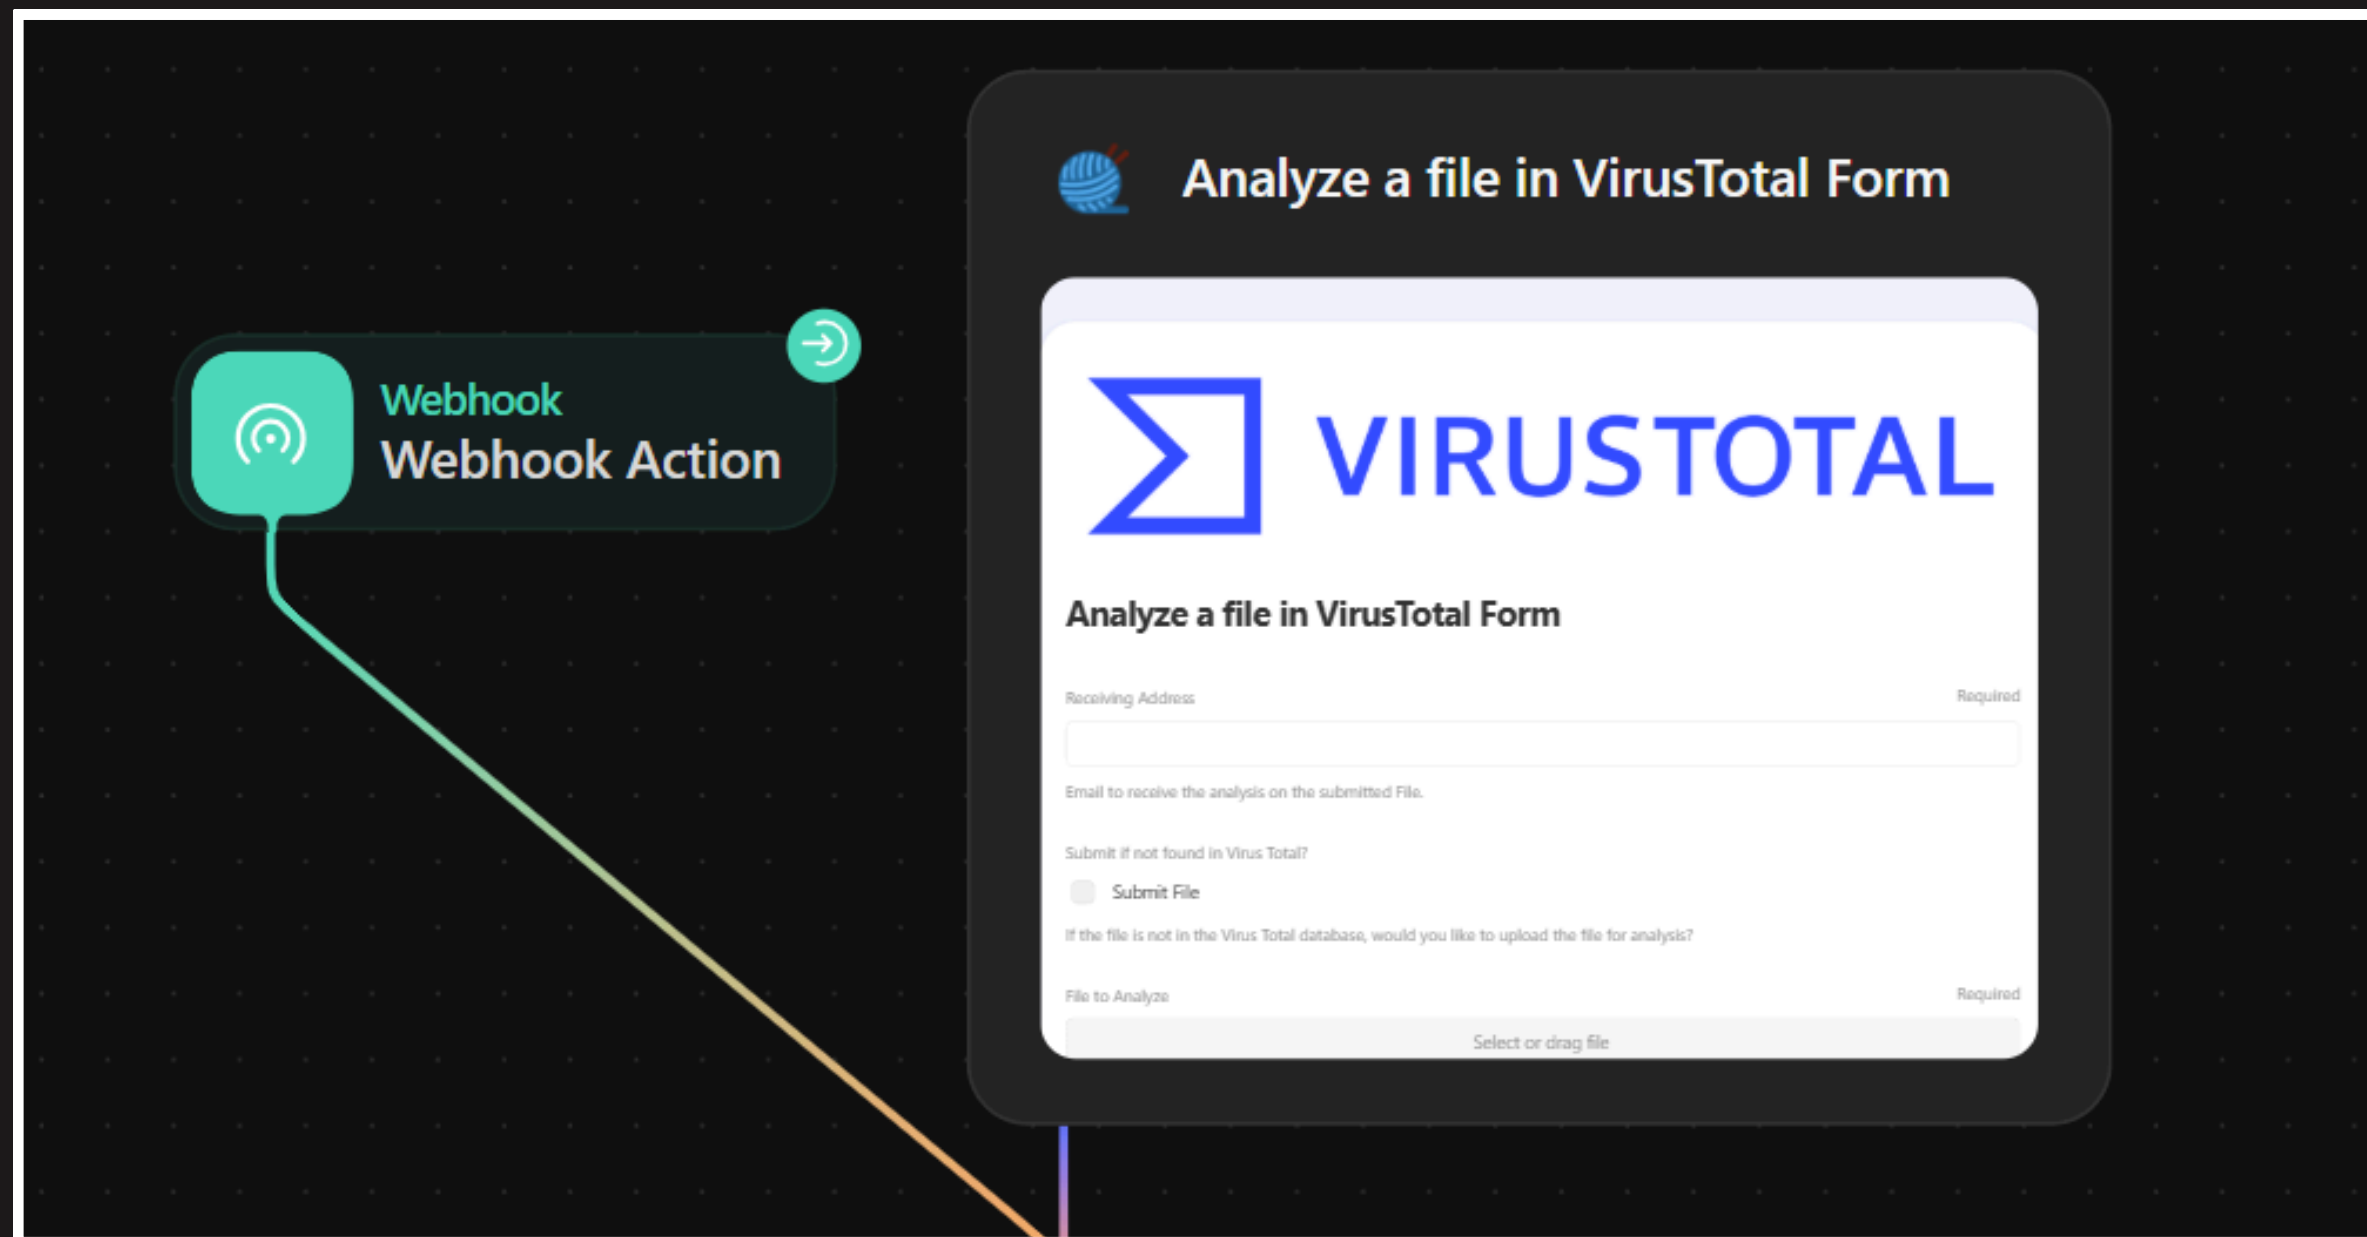 Webhook
Webhook Action
Analyze a file in VirusTotal Form
VIRUSTOTAL
Analyze a file in VirusTotal Form
Receiving Address
Required
Email to receive the analysis on the submitted File.
Submit if not found in Virus Total?
Submit File
If the file is not in the Virus Total database, would you like to upload the file for analysis?
File to Analyze
Required
Select or drag file